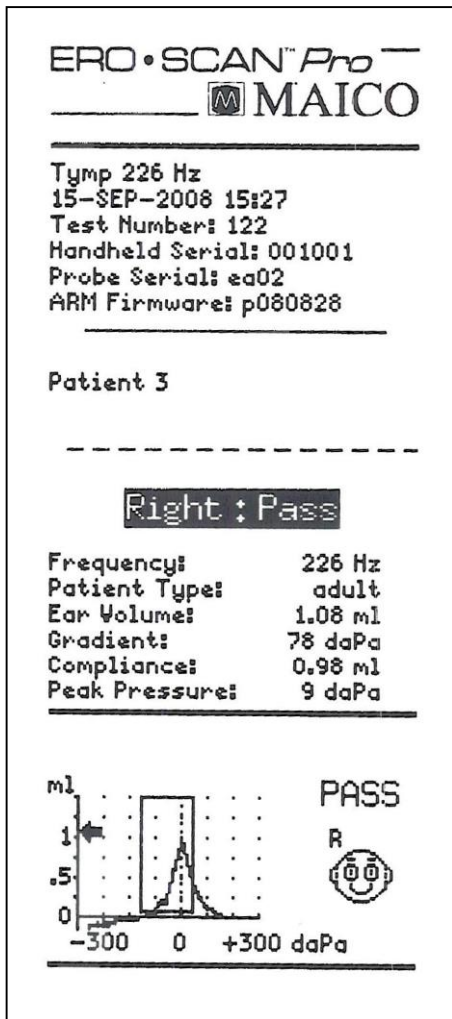 ERO•SCAN™ Pro
MAICO
Tymp 226 Hz
15-SEP-2008 15:27
Test Number: 122
Handheld Serial: 001001
Probe Serial: ea02
ARM Firmware: p080828
Patient 3
Right : Pass
Frequency: 226 Hz
Patient Type: adult
Ear Volume: 1.08 ml
Gradient: 78 daPa
Compliance: 0.98 ml
Peak Pressure: 9 daPa
ml PASS
R
1
.5
0
-300 0 +300 daPa